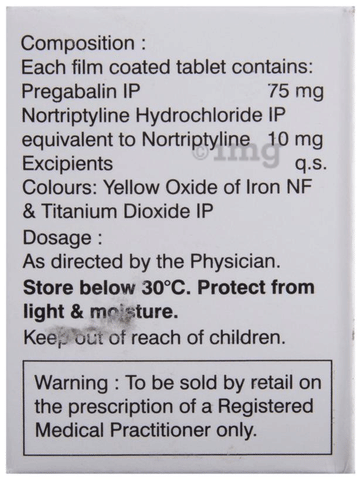 Composition :
Each film coated tablet contains:
Pregabalin IP 75 mg
Nortriptyline Hydrochloride IP
equivalent to Nortriptyline 10 mg
Excipients q.s.
©1mg
Colours: Yellow Oxide of Iron NF
& Titanium Dioxide IP
Dosage :
As directed by the Physician.
Store below 30°C. Protect from
light & moisture.
Keep out of reach of children.
Warning : To be sold by retail on
the prescription of a Registered
Medical Practitioner only.